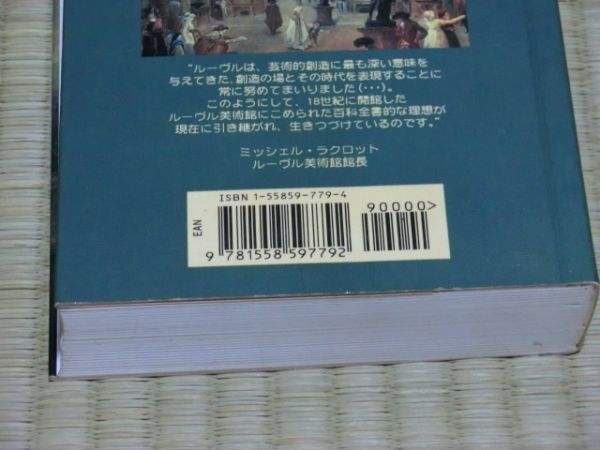 “ルーヴルは、芸術的創造に最も深い意味を
与えてきた、創造の場とその時代を表現することに
常に努めてまいりました(･･･)。
このようにして、18世紀に開館した
ルーヴル美術館にこめられた百科全書的な理想が
現在に引き継がれ、生きつづけているのです。”
ミッシェル・ラクロット
ルーヴル美術館館長
ISBN 1-55859-779-4
90000>
EAN
9 781558 597792